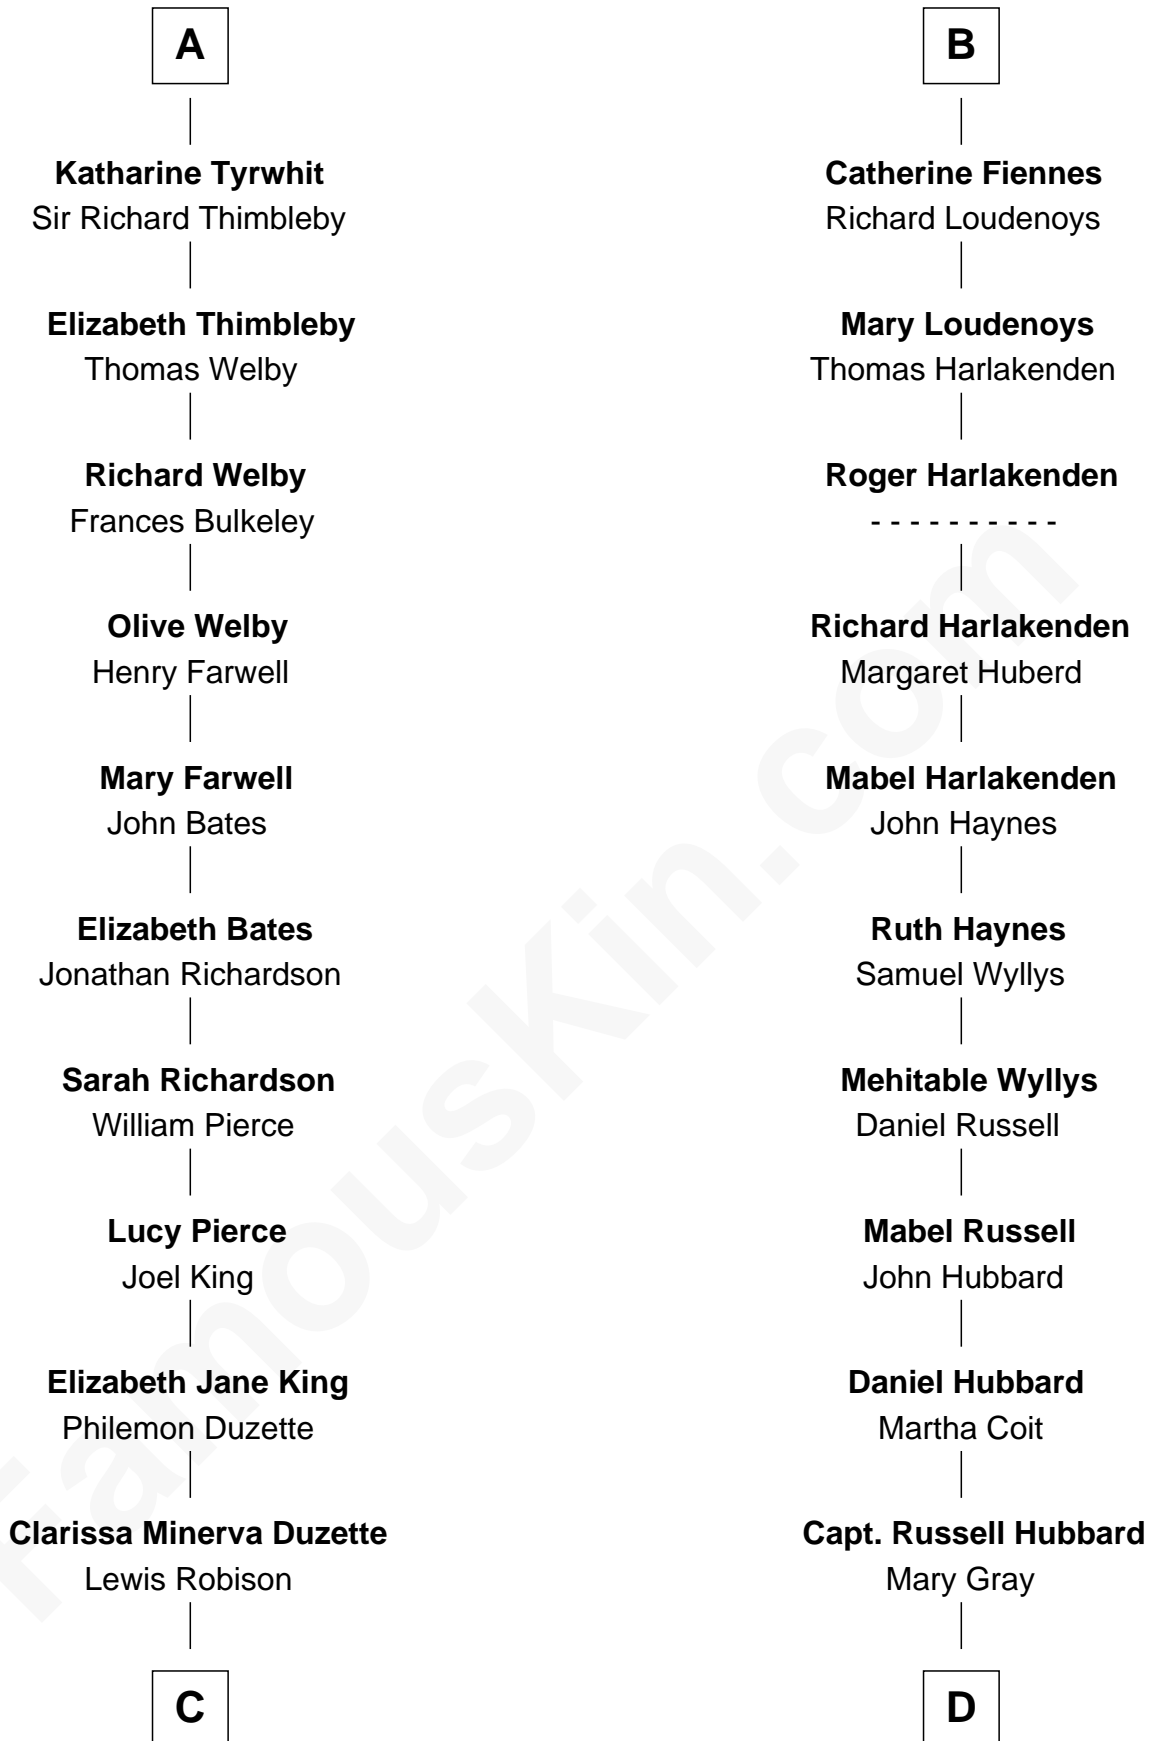 A
Katharine Tyrwhit
Sir Richard Thimbleby
Elizabeth Thimbleby
Thomas Welby
Richard Welby
Frances Bulkeley
Olive Welby
Henry Farwell
Mary Farwell
John Bates
Elizabeth Bates
Jonathan Richardson
Sarah Richardson
William Pierce
Lucy Pierce
Joel King
Elizabeth Jane King
Philemon Duzette
Clarissa Minerva Duzette
Lewis Robison
C
B
Catherine Fiennes
Richard Loudenoys
Mary Loudenoys
Thomas Harlakenden
Roger Harlakenden
- - - - - - - - - -
Richard Harlakenden
Margaret Huberd
Mabel Harlakenden
John Haynes
Ruth Haynes
Samuel Wyllys
Mehitable Wyllys
Daniel Russell
Mabel Russell
John Hubbard
Daniel Hubbard
Martha Coit
Capt. Russell Hubbard
Mary Gray
D
FamousKin.com